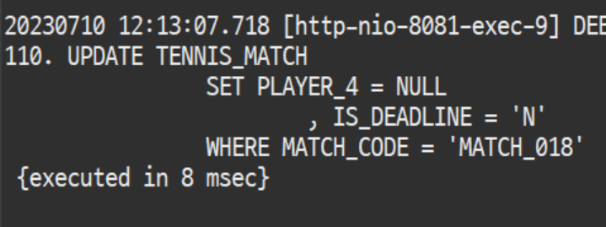 20230710 12:13:07.718 [http-nio-8081-exec-9] DEE
110. UPDATE TENNIS_MATCH
SET PLAYER_4 = NULL
, IS_DEADLINE = 'N'
WHERE MATCH_CODE = 'MATCH_018'
{executed in 8 msec}